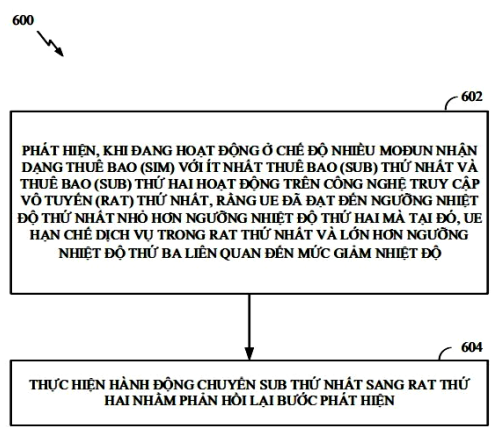 600
602
PHÁT HIỆN, KHI ĐANG HOẠT ĐỘNG Ở CHẾ ĐỘ NHIỀU MOĐUN NHẬN
DẠNG THUÊ BAO (SIM) VỚI ÍT NHẤT THUÊ BAO (SUB) THỨ NHẤT VÀ
THUÊ BAO (SUB) THỨ HAI HOẠT ĐỘNG TRÊN CÔNG NGHỆ TRUY CẬP
VÔ TUYẾN (RAT) THỨ NHẤT, RẰNG UE ĐÃ ĐẠT ĐẾN NGƯỠNG NHIỆT
ĐỘ THỨ NHẤT NHỎ HƠN NGƯỠNG NHIỆT ĐỘ THỨ HAI MÀ TẠI ĐÓ, UE
HẠN CHẾ DỊCH VỤ TRONG RAT THỨ NHẤT VÀ LỚN HƠN NGƯỠNG
NHIỆT ĐỘ THỨ BA LIÊN QUAN ĐẾN MỨC GIẢM NHIỆT ĐỘ
604
THỰC HIỆN HÀNH ĐỘNG CHUYỂN SUB THỨ NHẤT SANG RAT THỨ
HAI NHẰM PHẢN HỒI LẠI BƯỚC PHÁT HIỆN